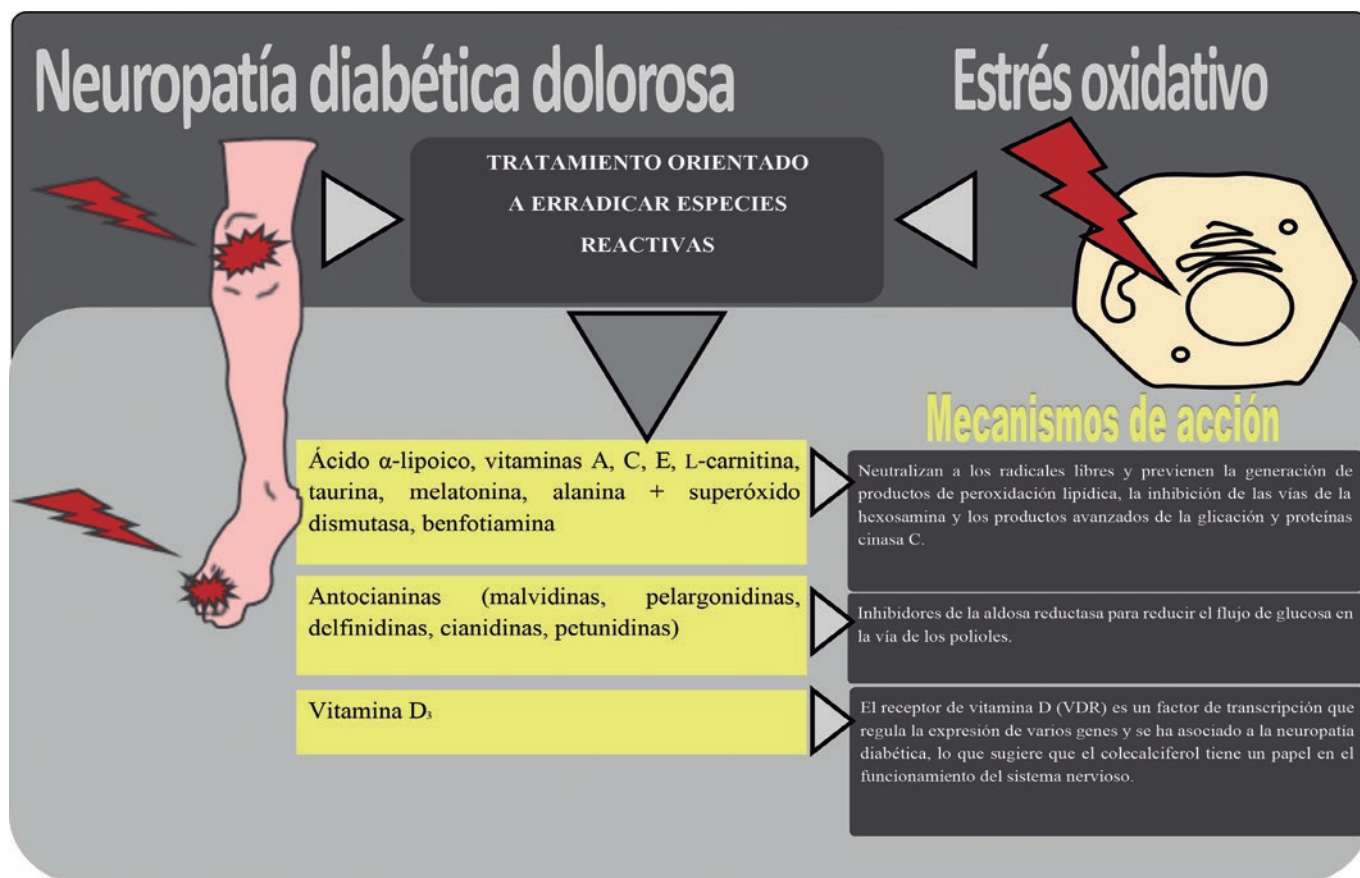 Neuropatía diabética dolorosa
Estrés oxidativo
TRATAMIENTO ORIENTADO
A ERRADICAR ESPECIES
REACTIVAS
Mecanismos de acción
Ácido α-lipoico, vitaminas A, C, E, L-carnitina,
taurina, melatonina, alanina + superóxido
dismutasa, benfotiamina
Neutralizan a los radicales libres y previenen la generación de
productos de peroxidación lipídica, la inhibición de las vías de la
hexosamina y los productos avanzados de la glicación y proteínas
cinasa C.
Antocianinas (malvidinas, pelargonidinas,
delfinidinas, cianidinas, petunidinas)
Inhibidores de la aldosa reductasa para reducir el flujo de glucosa en
la vía de los polioles.
Vitamina D₃
El receptor de vitamina D (VDR) es un factor de transcripción que
regula la expresión de varios genes y se ha asociado a la neuropatía
diabética, lo que sugiere que el colecalciferol tiene un papel en el
funcionamiento del sistema nervioso.